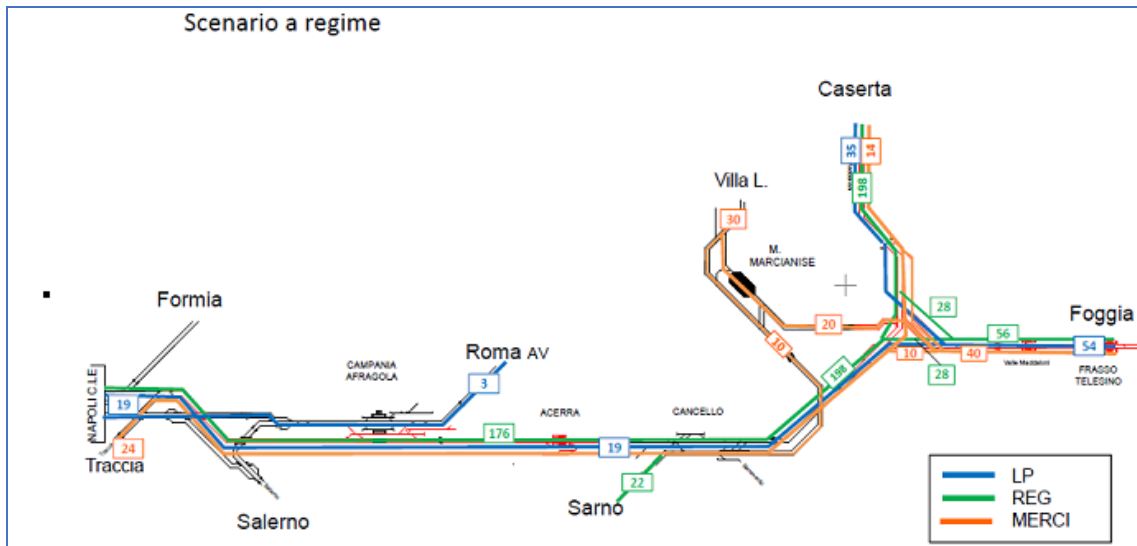 Scenario a regime
Caserta
35
14
198
Villa L.
30
M.
MARCIANISE
Formia
28
Foggia
20
56
Roma AV
10
10
40
54
CAMPANIA
AFRAGOLA
198
28
Valle Maddaloni
FRASSO
TELESINO
3
NAPOLI C.LE
19
ACERRA
CANCELLO
176
19
24
Traccia
22
Salerno
Sarno
LP
REG
MERCI